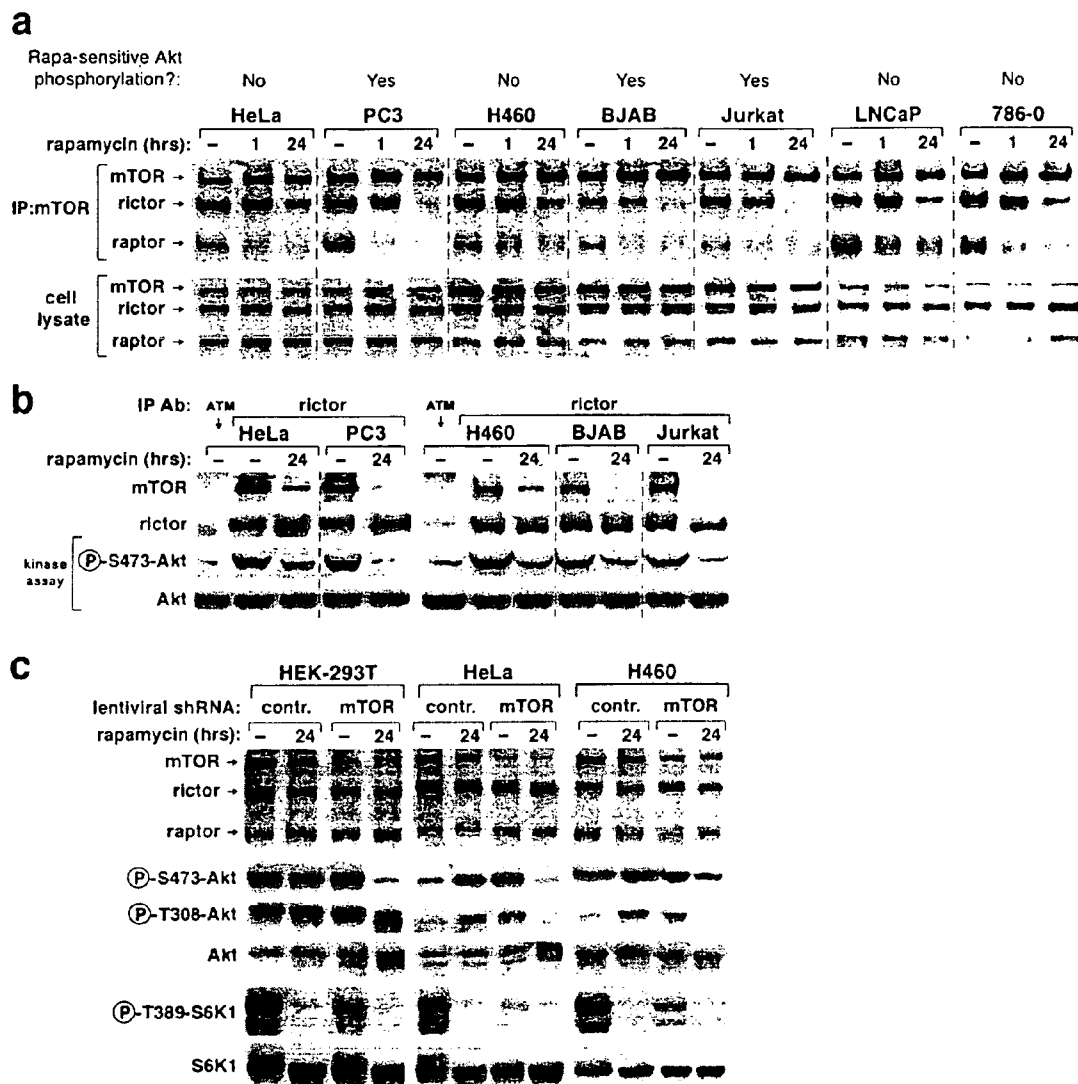 a
Rapa-sensitive Akt
phosphorylation?: No Yes No Yes Yes No No
HeLa PC3 H460 BJAB Jurkat LNCaP 786-0
rapamycin (hrs): – 1 24 – 1 24 – 1 24 – 1 24 – 1 24 – 1 24 – 1 24
mTOR →
IP:mTOR
rictor →
raptor →
mTOR →
cell
lysate
rictor →
raptor →
b
IP Ab: ATM rictor ATM rictor
HeLa PC3 H460 BJAB Jurkat
rapamycin (hrs): – – 24 – 24 – – 24 – 24 – 24
mTOR
rictor
kinase
assay
Ⓟ-S473-Akt
Akt
c
HEK-293T HeLa H460
lentiviral shRNA: contr. mTOR contr. mTOR contr. mTOR
rapamycin (hrs): – 24 – 24 – 24 – 24 – 24 – 24
mTOR →
rictor →
raptor →
Ⓟ-S473-Akt
Ⓟ-T308-Akt
Akt
Ⓟ-T389-S6K1
S6K1